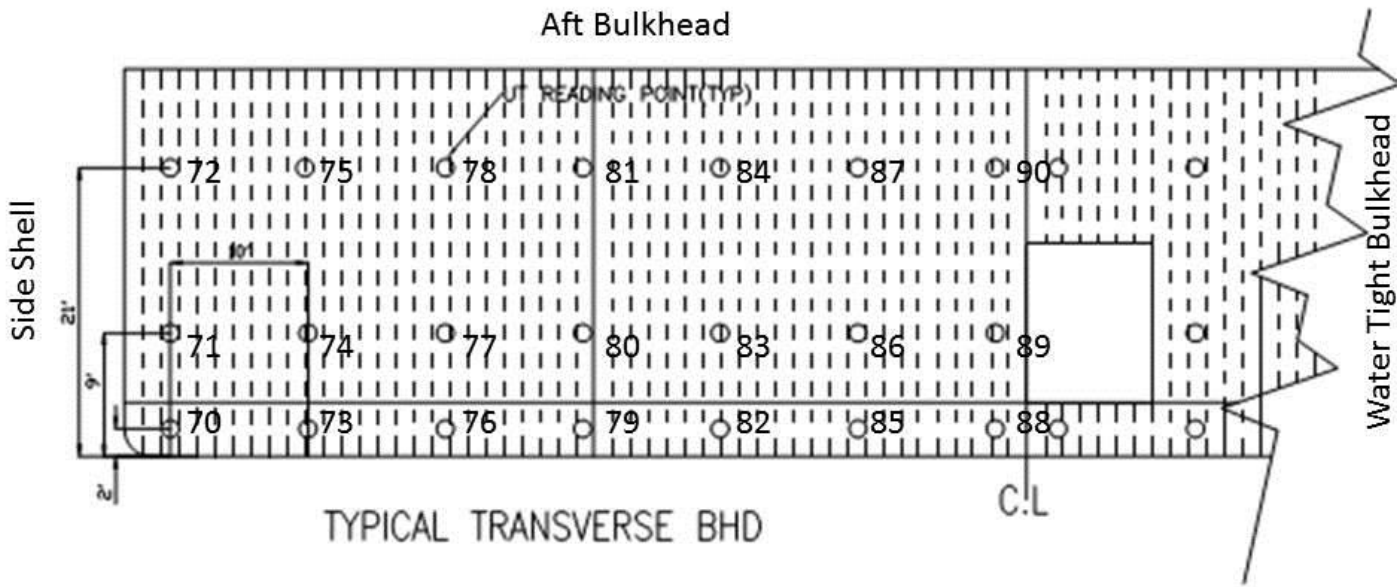 Aft Bulkhead
UT READING POINT(TYP)
72 75 78 81 84 87 90
Side Shell
Water Tight Bulkhead
10'
21'
71 74 77 80 83 86 89
9'
70 73 76 79 82 85 88
2'
C.L
TYPICAL TRANSVERSE BHD